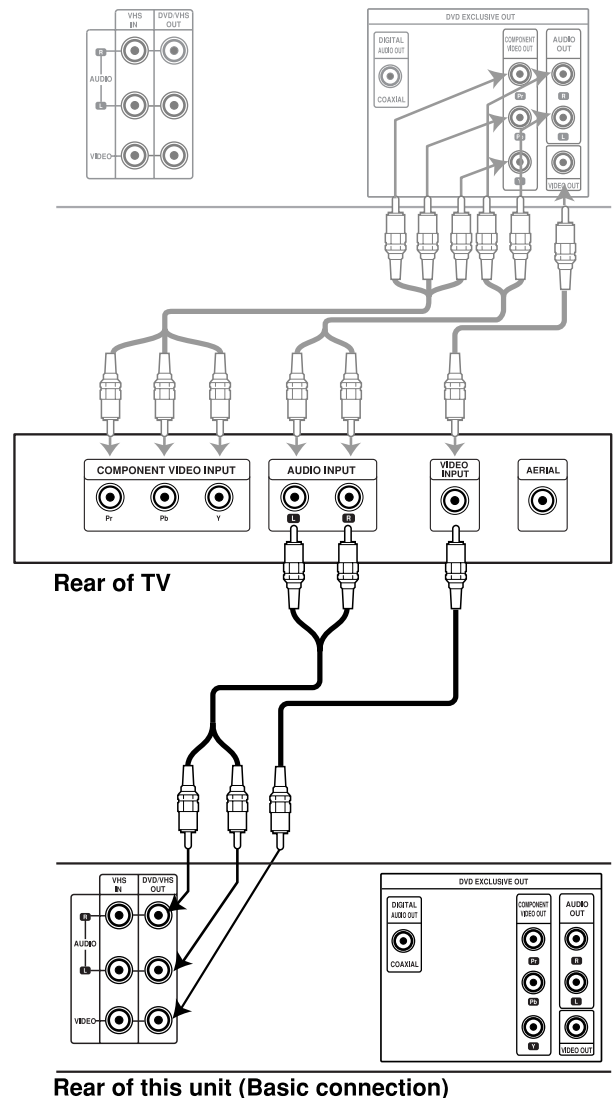 VHS IN
DVD/VHS OUT
R
AUDIO
L
VIDEO
DVD EXCLUSIVE OUT
DIGITAL
AUDIO OUT
COAXIAL
COMPONENT
VIDEO OUT
Pr
Pb
Y
AUDIO
OUT
R
L
VIDEO OUT
COMPONENT VIDEO INPUT
Pr
Pb
Y
AUDIO INPUT
L
R
VIDEO
INPUT
AERIAL
Rear of TV
VHS IN
DVD/VHS OUT
R
AUDIO
L
VIDEO
DVD EXCLUSIVE OUT
DIGITAL
AUDIO OUT
COAXIAL
COMPONENT
VIDEO OUT
Pr
Pb
Y
AUDIO
OUT
R
L
VIDEO OUT
Rear of this unit (Basic connection)